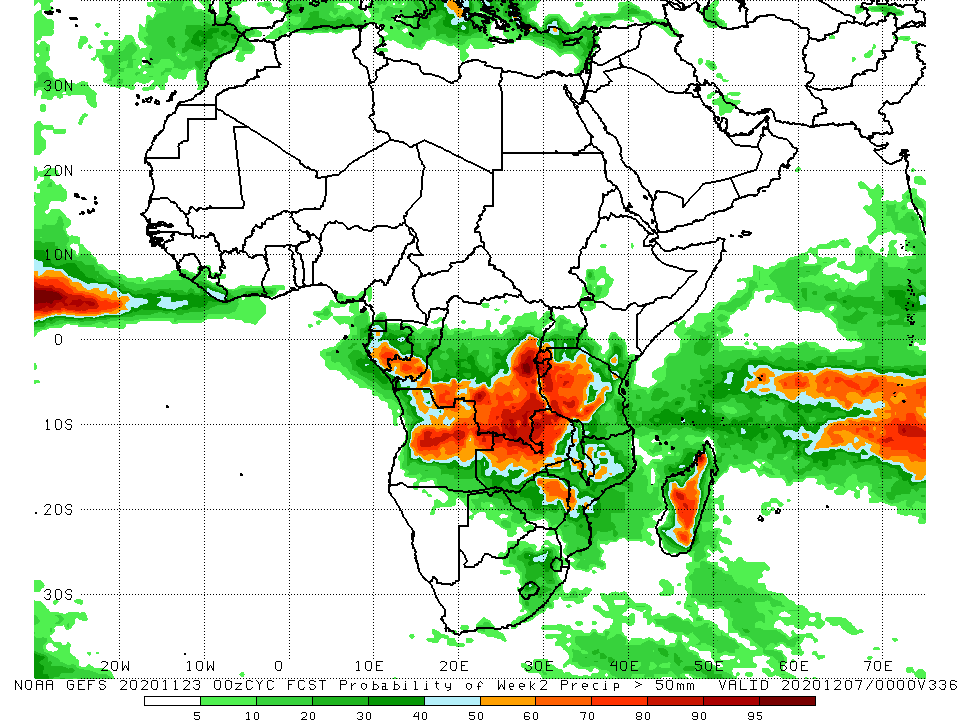 30N
20N
10N
0
10S
20S
30S
20W 10W 0 10E 20E 30E 40E 50E 60E 70E
NOAA GEFS 20201123 00zCYC FCST Probability of Week2 Precip > 50mm VALID 20201207/0000V336
5 10 20 30 40 50 60 70 80 90 95